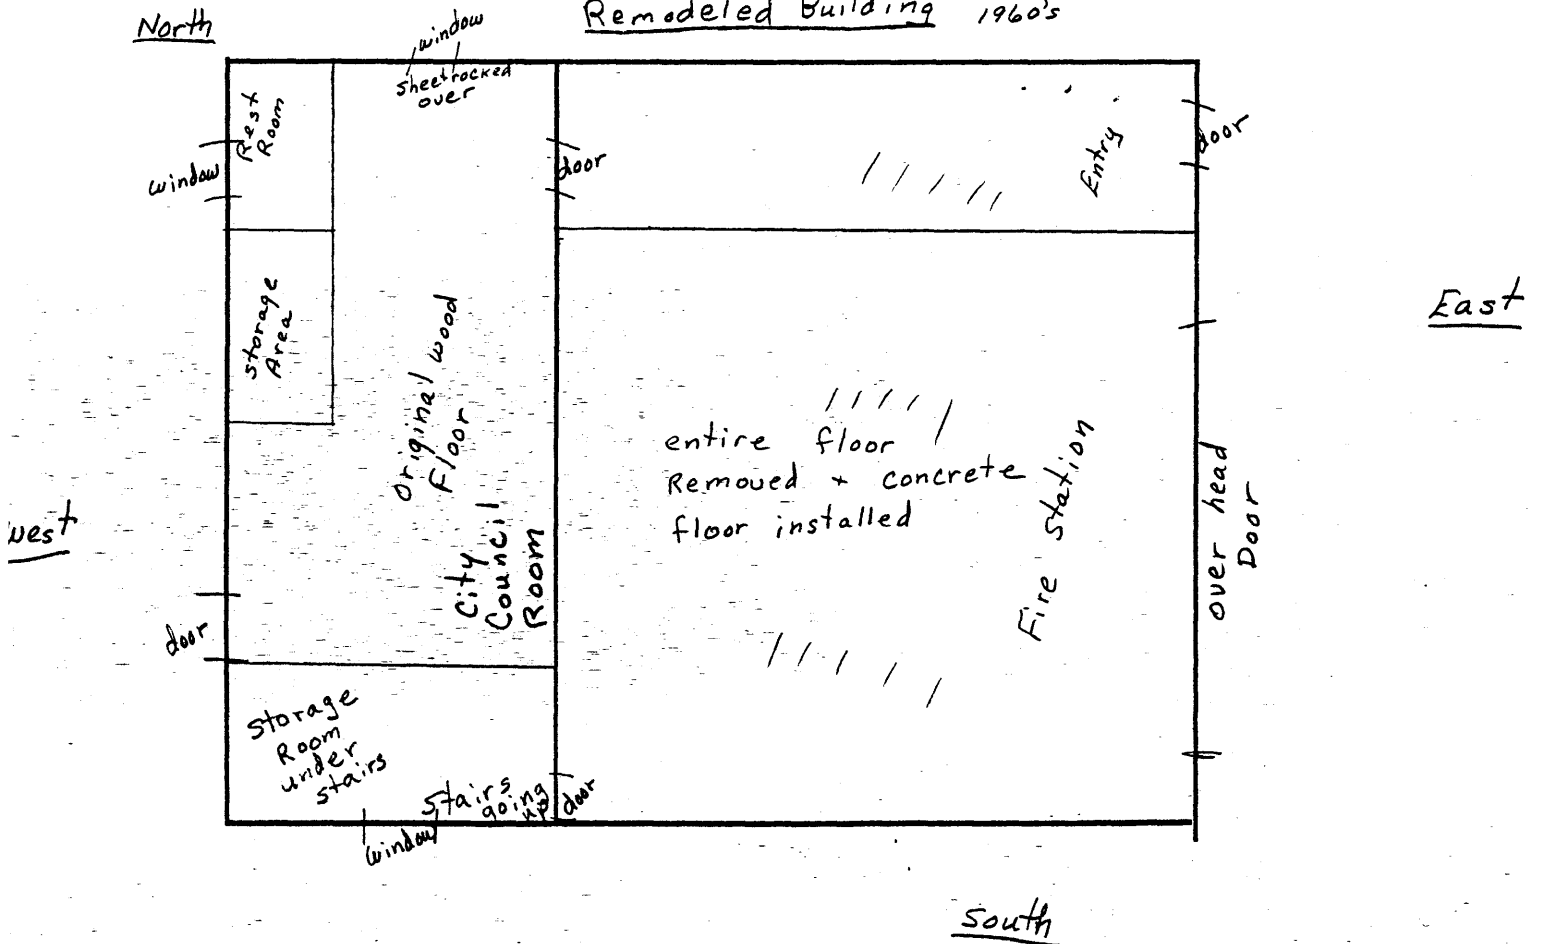 North
Remodeled Building 1960's
window
sheetrocked
over
Rest
Room
window
door
Entry
door
Storage
Area
Original wood
Floor
City
Council
Room
entire floor
Removed + concrete
floor installed
Fire Station
over head
Door
East
west
door
Storage
Room
under
stairs
Stairs
going
up
door
window
South